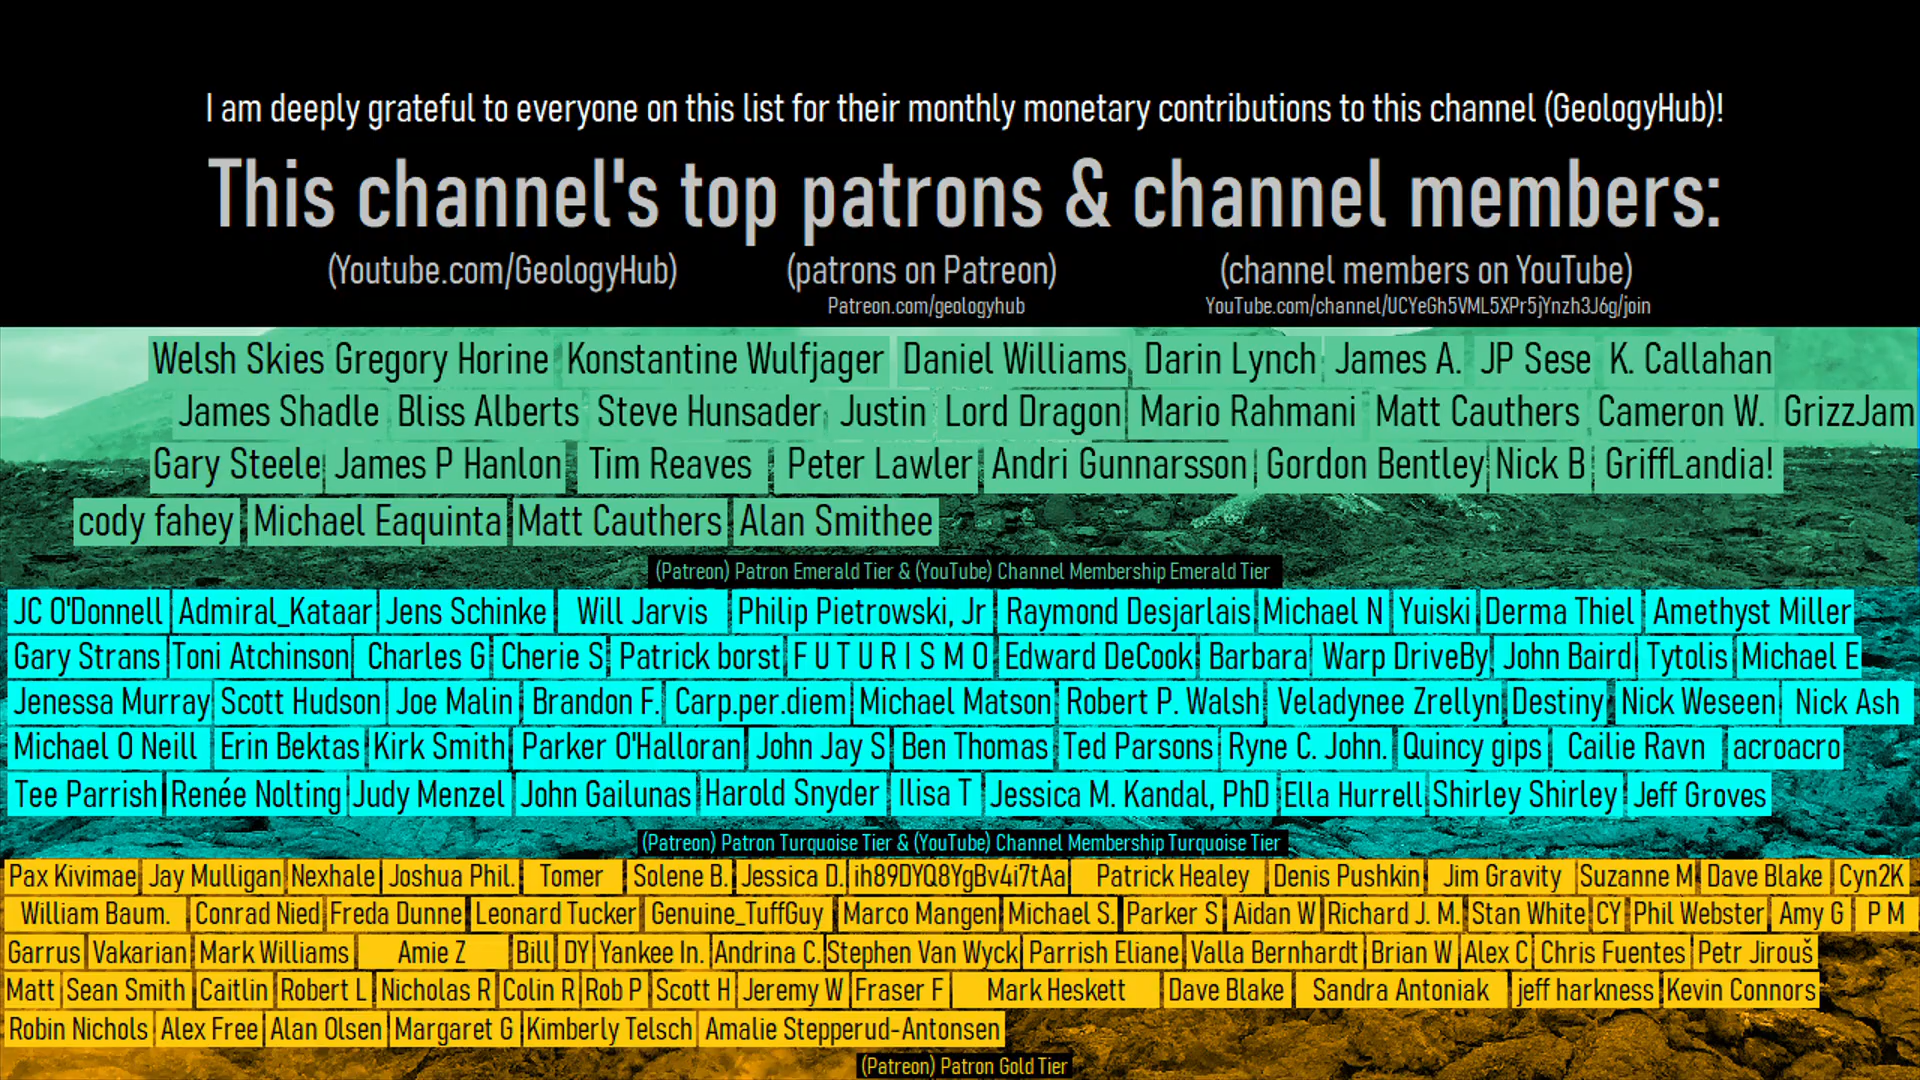 I am deeply grateful to everyone on this list for their monthly monetary contributions to this channel (GeologyHub)!
This channel's top patrons & channel members:
(Youtube.com/GeologyHub) (patrons on Patreon) (channel members on YouTube)
Patreon.com/geologyhub YouTube.com/channel/UCYeGh5VML5XPr5jYnzh3J6g/join
Welsh Skies Gregory Horine Konstantine Wulfjager Daniel Williams Darin Lynch James A. JP Sese K. Callahan
James Shadle Bliss Alberts Steve Hunsader Justin Lord Dragon Mario Rahmani Matt Cauthers Cameron W. GrizzJam
Gary Steele James P Hanlon Tim Reaves Peter Lawler Andri Gunnarsson Gordon Bentley Nick B GriffLandia!
cody fahey Michael Eaquinta Matt Cauthers Alan Smithee
(Patreon) Patron Emerald Tier & (YouTube) Channel Membership Emerald Tier
JC O'Donnell Admiral_Kataar Jens Schinke Will Jarvis Philip Pietrowski, Jr Raymond Desjarlais Michael N Yuiski Derma Thiel Amethyst Miller
Gary Strans Toni Atchinson Charles G Cherie S Patrick borst F U T U R I S M O Edward DeCook Barbara Warp DriveBy John Baird Tytolis Michael E
Jenessa Murray Scott Hudson Joe Malin Brandon F. Carp.per.diem Michael Matson Robert P. Walsh Veladynee Zrellyn Destiny Nick Weseen Nick Ash
Michael O Neill Erin Bektas Kirk Smith Parker O'Halloran John Jay S Ben Thomas Ted Parsons Ryne C. John. Quincy gips Cailie Ravn acroacro
Tee Parrish Renée Nolting Judy Menzel John Gailunas Harold Snyder Ilisa T Jessica M. Kandal, PhD Ella Hurrell Shirley Shirley Jeff Groves
(Patreon) Patron Turquoise Tier & (YouTube) Channel Membership Turquoise Tier
Pax Kivimae Jay Mulligan Nexhale Joshua Phil. Tomer Solene B. Jessica D. ih89DYQ8YgBv4i7tAa Patrick Healey Denis Pushkin Jim Gravity Suzanne M Dave Blake Cyn2K
William Baum. Conrad Nied Freda Dunne Leonard Tucker Genuine_TuffGuy Marco Mangen Michael S. Parker S Aidan W Richard J. M. Stan White CY Phil Webster Amy G P M
Garrus Vakarian Mark Williams Amie Z Bill DY Yankee In. Andrina C. Stephen Van Wyck Parrish Eliane Valla Bernhardt Brian W Alex C Chris Fuentes Petr Jirouš
Matt Sean Smith Caitlin Robert L Nicholas R Colin R Rob P Scott H Jeremy W Fraser F Mark Heskett Dave Blake Sandra Antoniak jeff harkness Kevin Connors
Robin Nichols Alex Free Alan Olsen Margaret G Kimberly Telsch Amalie Stepperud-Antonsen
(Patreon) Patron Gold Tier